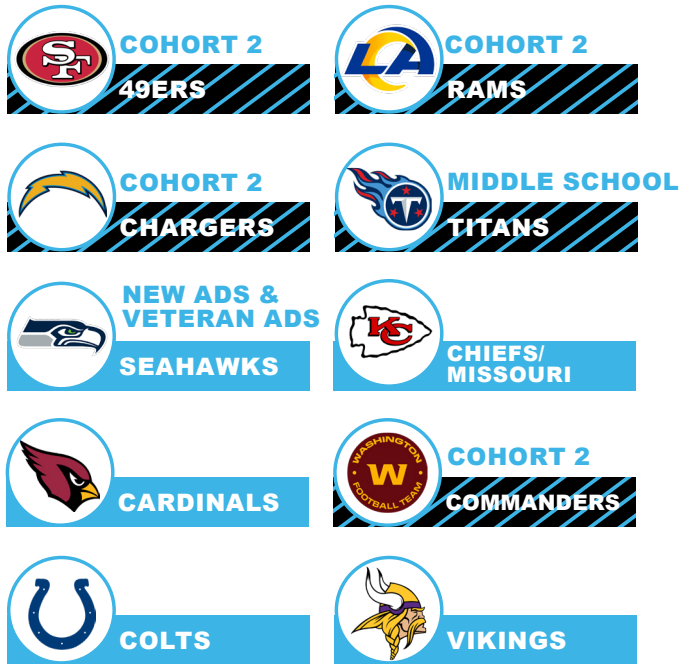 COHORT 2
49ERS
SF
COHORT 2
RAMS
LA
COHORT 2
CHARGERS
MIDDLE SCHOOL
TITANS
T
NEW ADS &
VETERAN ADS
SEAHAWKS
CHIEFS/
MISSOURI
KC
CARDINALS
COHORT 2
COMMANDERS
WASHINGTON
W
FOOTBALL TEAM
COLTS
VIKINGS